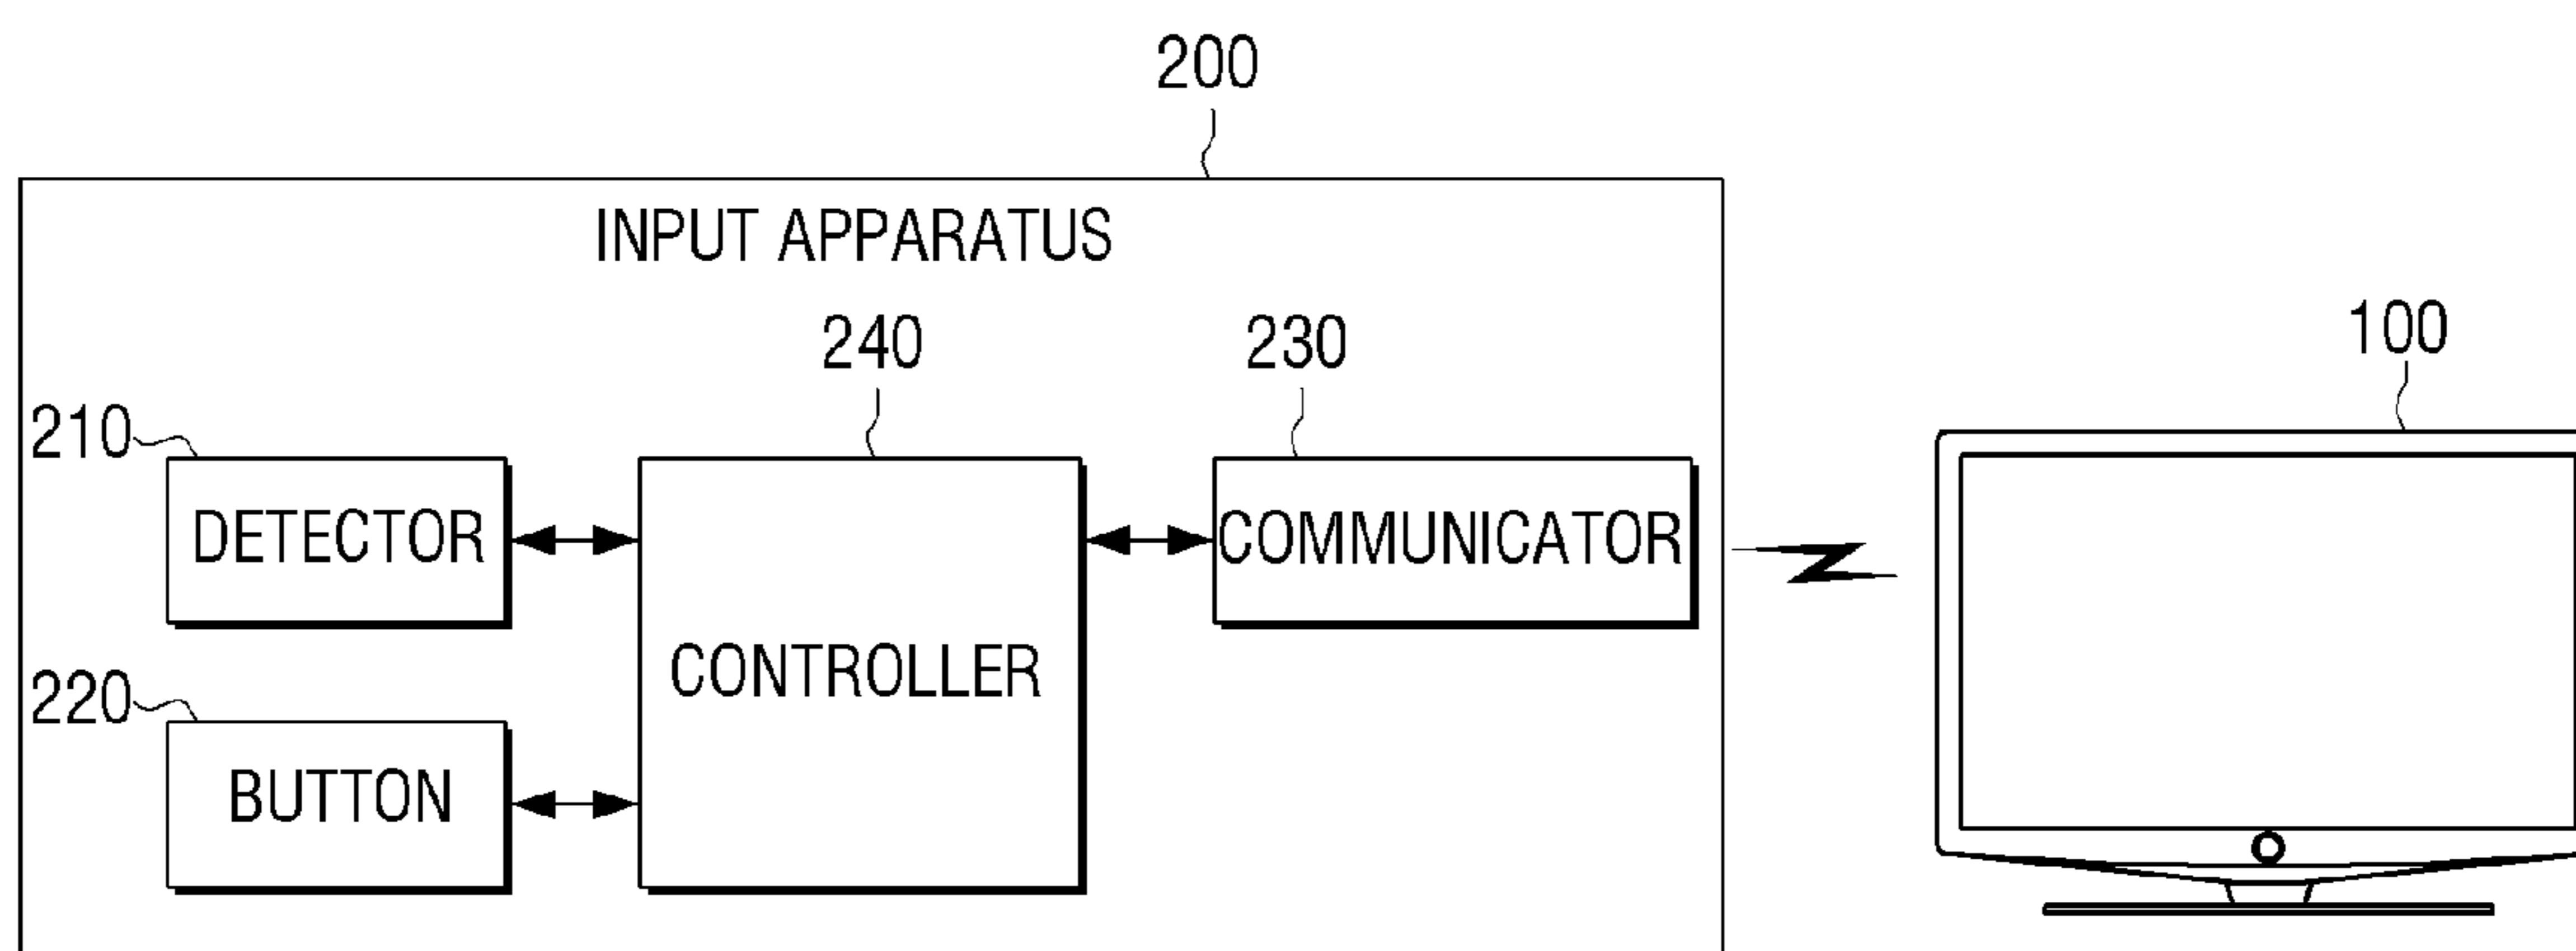 200
INPUT APPARATUS
240
230
100
210
DETECTOR
COMMUNICATOR
CONTROLLER
220
BUTTON